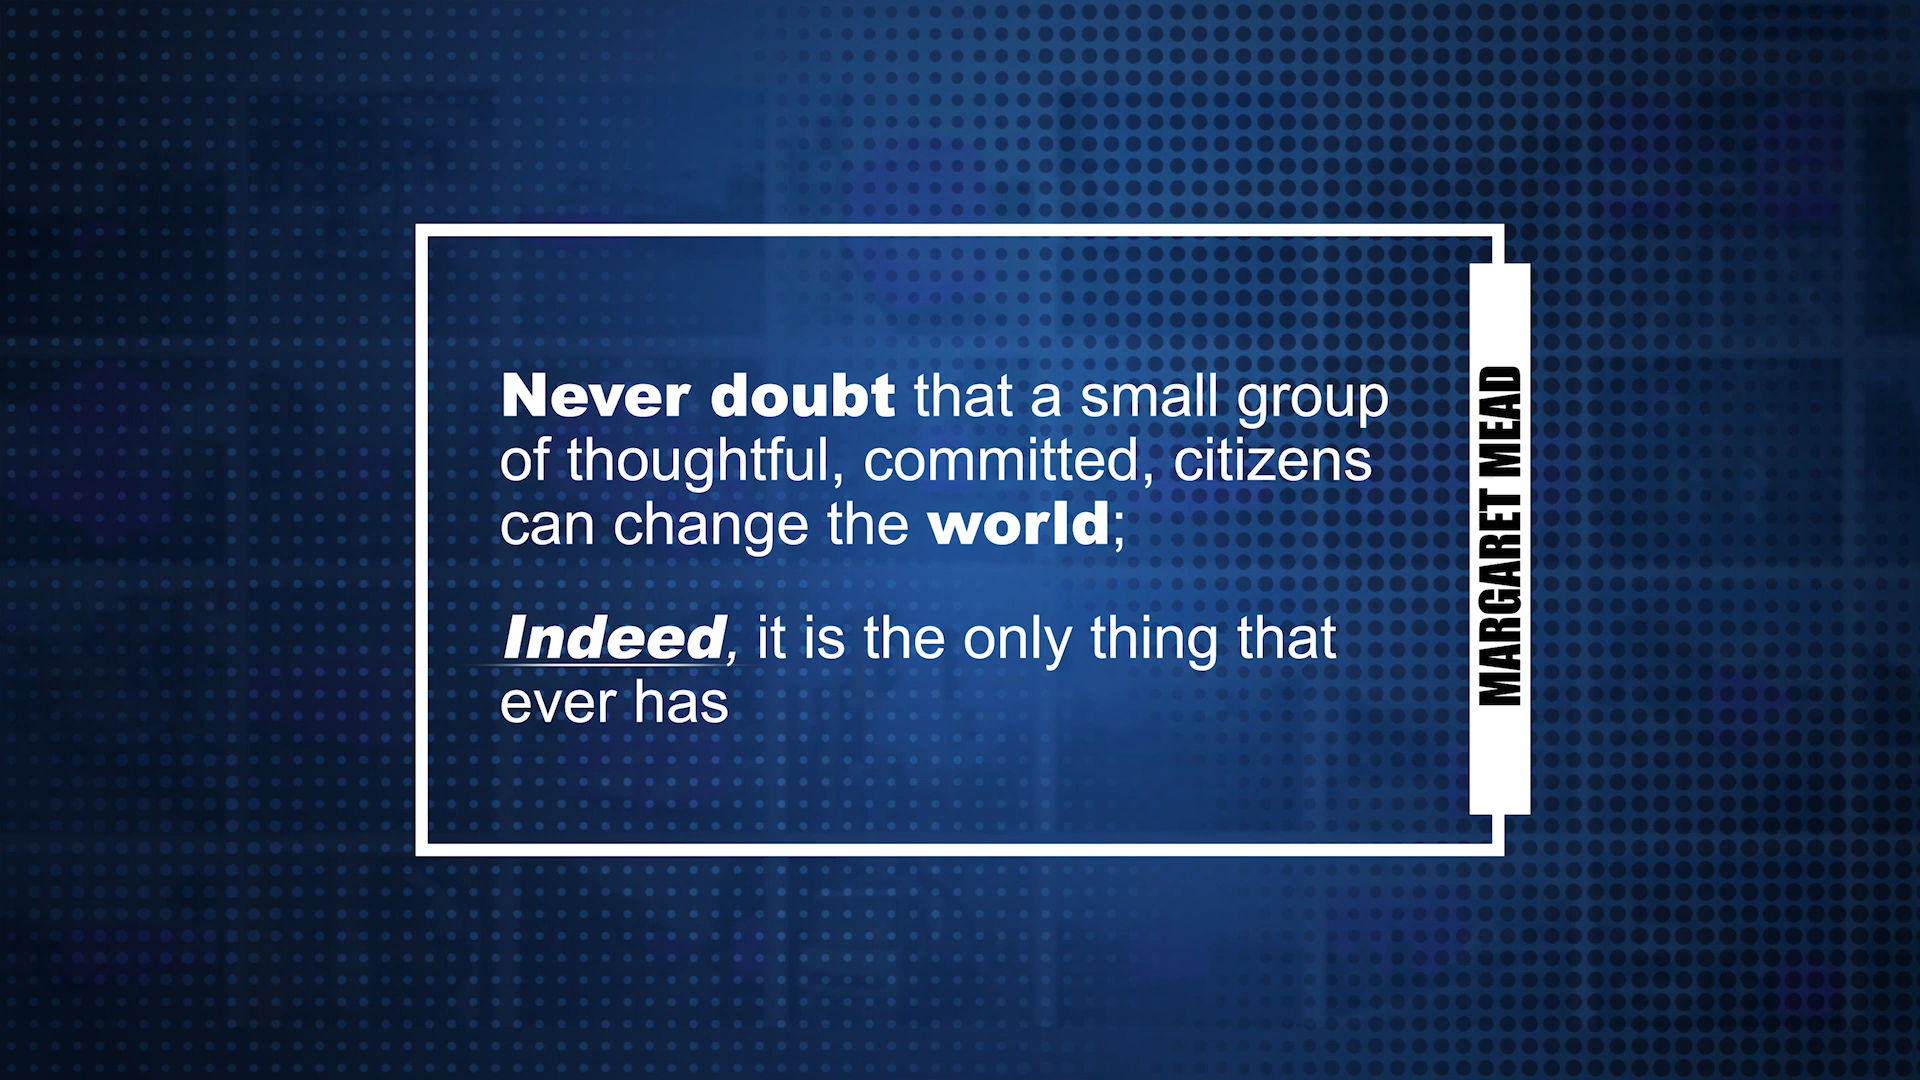 Never doubt that a small group
of thoughtful, committed, citizens
can change the world;
Indeed, it is the only thing that
ever has
MARGARET MEAD